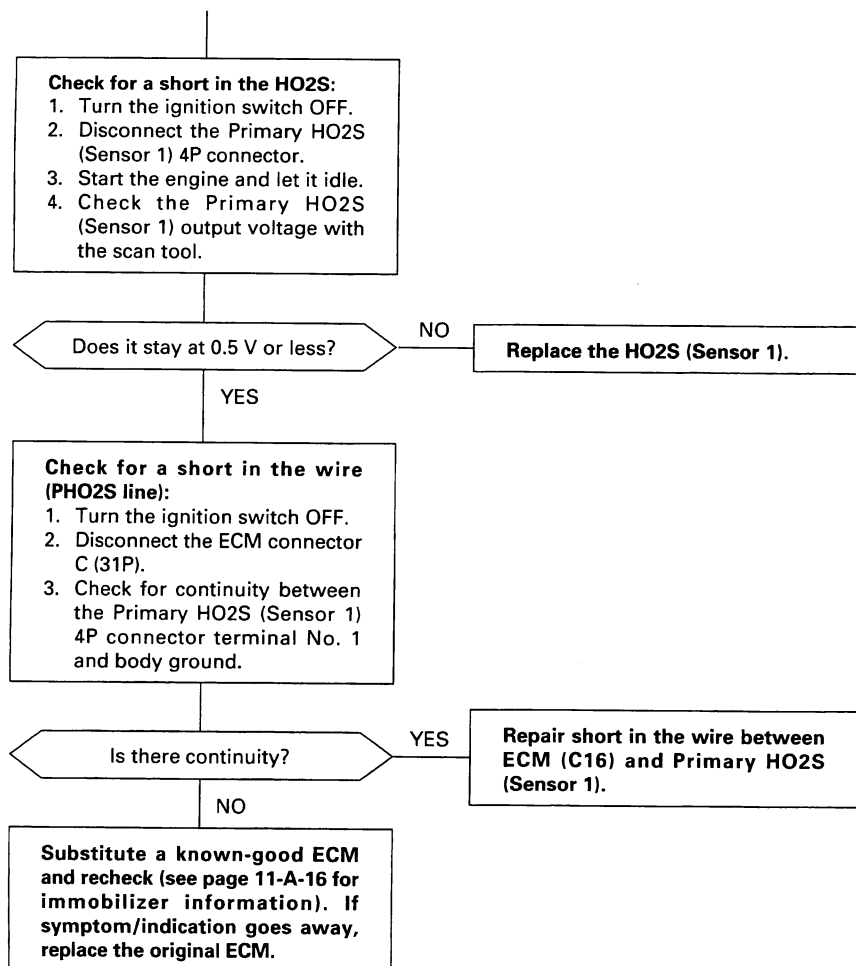 Check for a short in the HO2S:
1. Turn the ignition switch OFF.
2. Disconnect the Primary HO2S
(Sensor 1) 4P connector.
3. Start the engine and let it idle.
4. Check the Primary HO2S
(Sensor 1) output voltage with
the scan tool.
Does it stay at 0.5 V or less?
NO
Replace the HO2S (Sensor 1).
YES
Check for a short in the wire
(PHO2S line):
1. Turn the ignition switch OFF.
2. Disconnect the ECM connector
C (31P).
3. Check for continuity between
the Primary HO2S (Sensor 1)
4P connector terminal No. 1
and body ground.
Is there continuity?
YES
Repair short in the wire between
ECM (C16) and Primary HO2S
(Sensor 1).
NO
Substitute a known-good ECM
and recheck (see page 11-A-16 for
immobilizer information). If
symptom/indication goes away,
replace the original ECM.